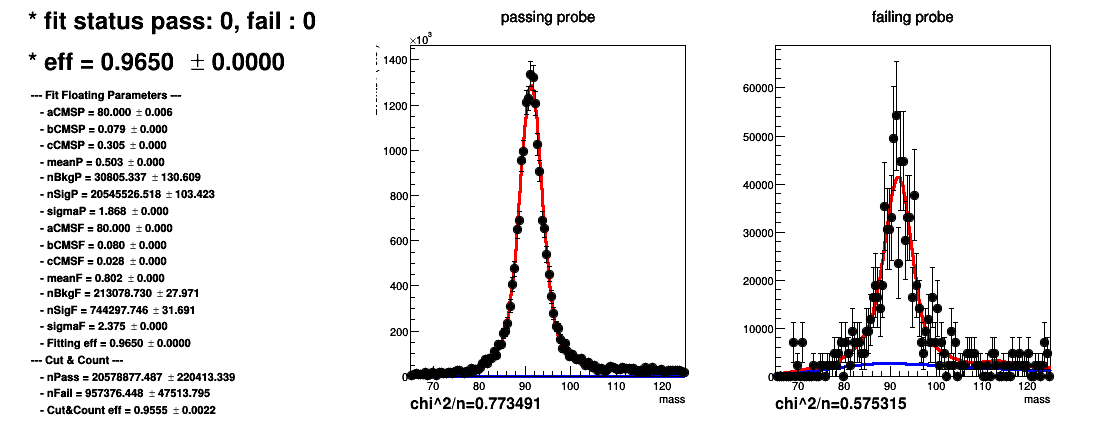 * fit status pass: 0, fail : 0
* eff = 0.9650 ± 0.0000
--- Fit Floating Parameters ---
- aCMSP = 80.000 ± 0.006
- bCMSP = 0.079 ± 0.000
- cCMSP = 0.305 ± 0.000
- meanP = 0.503 ± 0.000
- nBkgP = 30805.337 ± 130.609
- nSigP = 20545526.518 ± 103.423
- sigmaP = 1.868 ± 0.000
- aCMSF = 80.000 ± 0.000
- bCMSF = 0.080 ± 0.000
- cCMSF = 0.028 ± 0.000
- meanF = 0.802 ± 0.000
- nBkgF = 213078.730 ± 27.971
- nSigF = 744297.746 ± 31.691
- sigmaF = 2.375 ± 0.000
- Fitting eff = 0.9650 ± 0.0000
--- Cut & Count ---
- nPass = 20578877.487 ± 220413.339
- nFail = 957376.448 ± 47513.795
- Cut&Count eff = 0.9555 ± 0.0022
passing probe
×10³
1400
1200
1000
800
600
400
200
0
70 80 90 100 110 120
mass
chi^2/n=0.773491
failing probe
60000
50000
40000
30000
20000
10000
0
70 80 90 100 110 120
mass
chi^2/n=0.575315